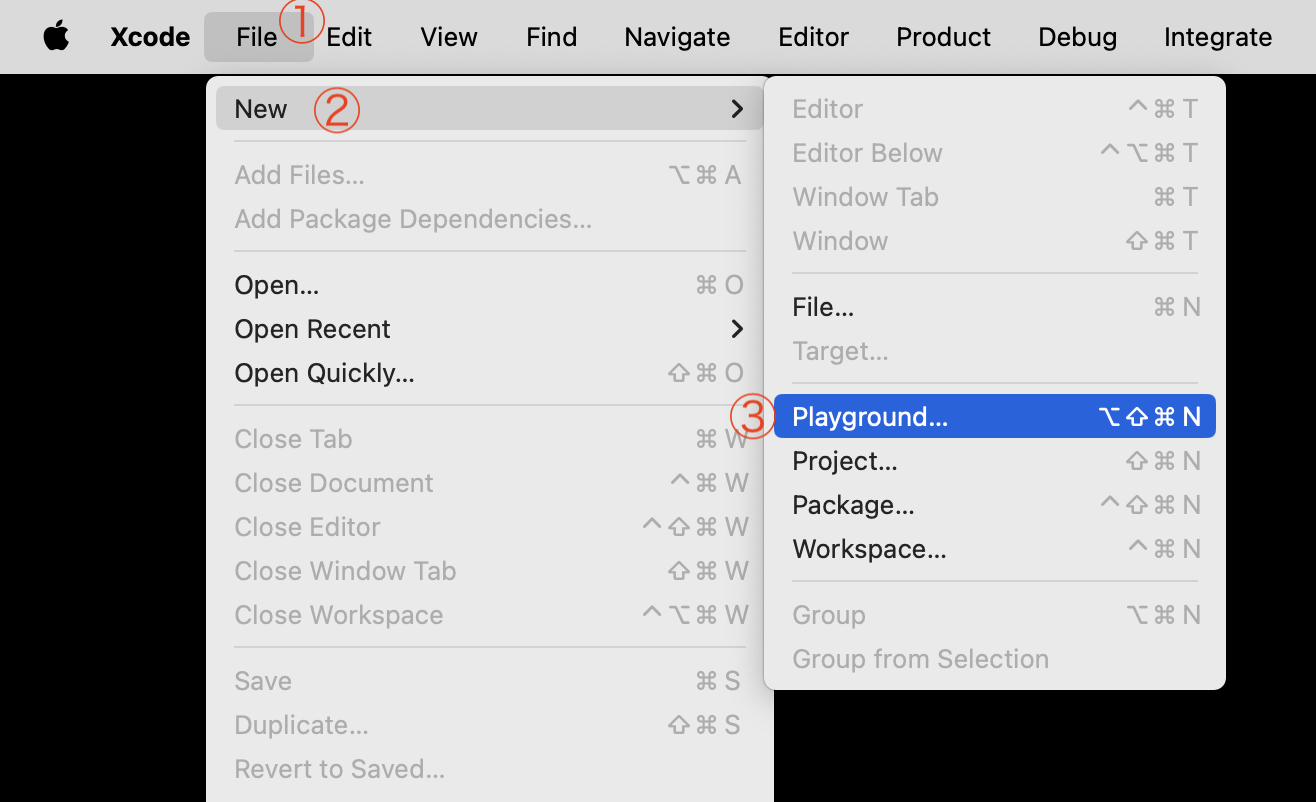 Xcode File ① Edit View Find Navigate Editor Product Debug Integrate
New ②
Add Files... ⌥⌘A
Add Package Dependencies...
Open... ⌘O
Open Recent
Open Quickly... ⇧⌘O
Close Tab ⌘W
Close Document ^⌘W
Close Editor ^⇧⌘W
Close Window Tab ⇧⌘W
Close Workspace ^⌥⌘W
Save ⌘S
Duplicate... ⇧⌘S
Revert to Saved...
Editor ^⌘T
Editor Below ^⌥⌘T
Window Tab ⌘T
Window ⇧⌘T
File... ⌘N
Target...
③ Playground... ⌥⇧⌘N
Project... ⇧⌘N
Package... ^⇧⌘N
Workspace... ^⌘N
Group ⌥⌘N
Group from Selection